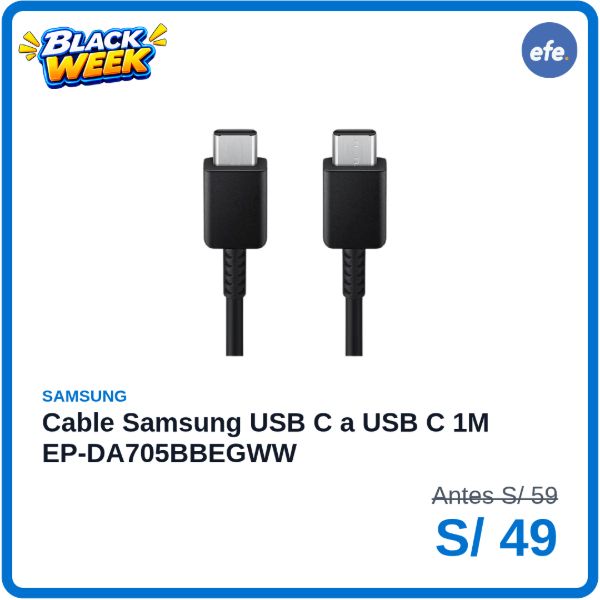 BLACK
WEEK
efe.
SAMSUNG
Cable Samsung USB C a USB C 1M
EP-DA705BBEGWW
Antes S/ 59
S/ 49